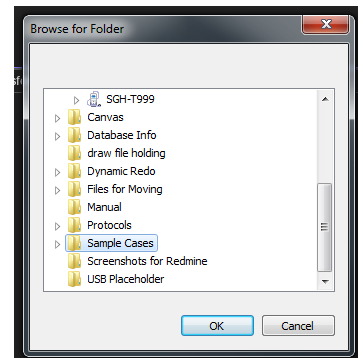 Browse for Folder
SGH-T999
Canvas
Database Info
draw file holding
Dynamic Redo
Files for Moving
Manual
Protocols
Sample Cases
Screenshots for Redmine
USB Placeholder
OK
Cancel